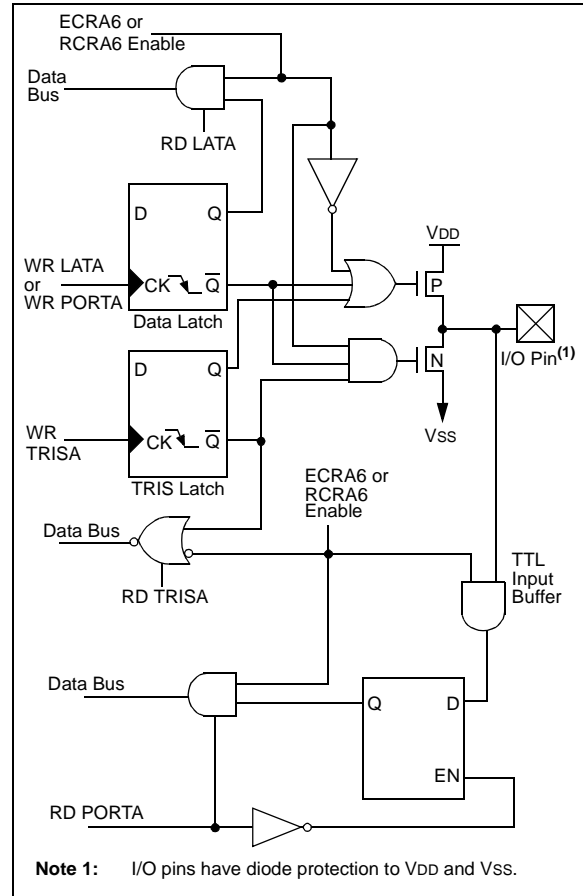 ECRA6 or
RCRA6 Enable
Data
Bus
RD LATA
D Q
WR LATA
or
WR PORTA
CK Q̅
Data Latch
VDD
P
I/O Pin(1)
N
VSS
D Q
WR
TRISA
CK Q̅
TRIS Latch
ECRA6 or
RCRA6
Enable
Data Bus
RD TRISA
TTL
Input
Buffer
Data Bus
Q D
EN
RD PORTA
Note 1: I/O pins have diode protection to VDD and VSS.